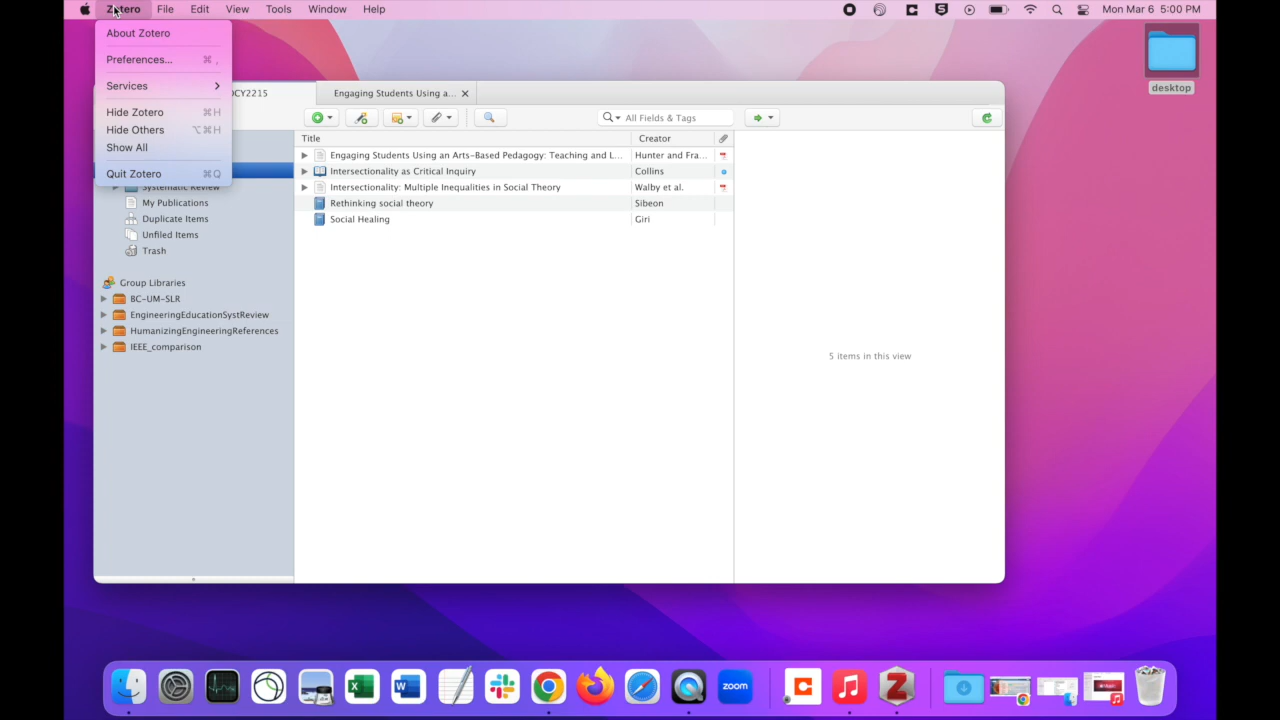 Zotero File Edit View Tools Window Help Mon Mar 6 5:00 PM
About Zotero
Preferences... ⌘ ,
Services
Hide Zotero ⌘H
Hide Others ⌥⌘H
Show All
Quit Zotero ⌘Q
desktop
OCY2215 Engaging Students Using a...
All Fields & Tags
Title Creator
Engaging Students Using an Arts-Based Pedagogy: Teaching and L... Hunter and Fra...
Intersectionality as Critical Inquiry Collins
Intersectionality: Multiple Inequalities in Social Theory Walby et al.
Rethinking social theory Sibeon
Social Healing Giri
Systematic Review
My Publications
Duplicate Items
Unfiled Items
Trash
Group Libraries
BC-UM-SLR
EngineeringEducationSystReview
HumanizingEngineeringReferences
IEEE_comparison
5 items in this view
zoom